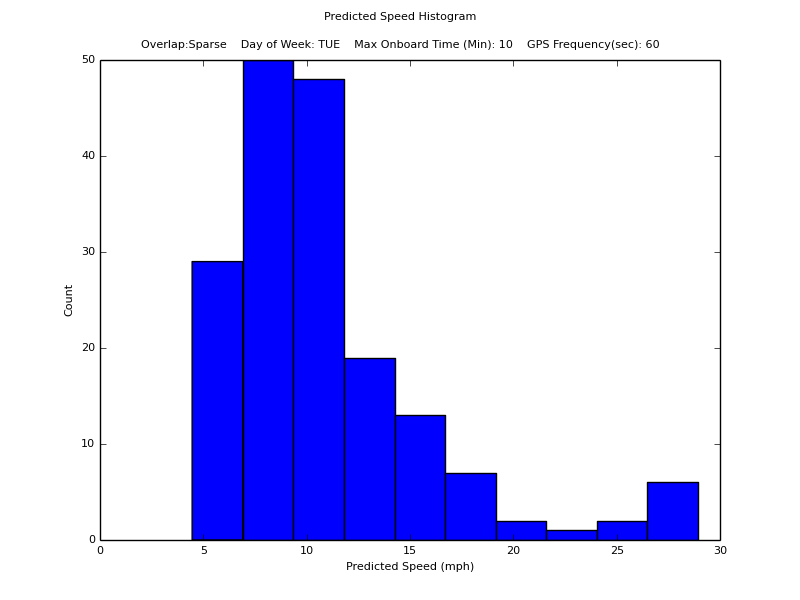 Predicted Speed Histogram
Overlap:Sparse    Day of Week: TUE    Max Onboard Time (Min): 10    GPS Frequency(sec): 60
50
40
30
20
10
0
Count
0 5 10 15 20 25 30
Predicted Speed (mph)